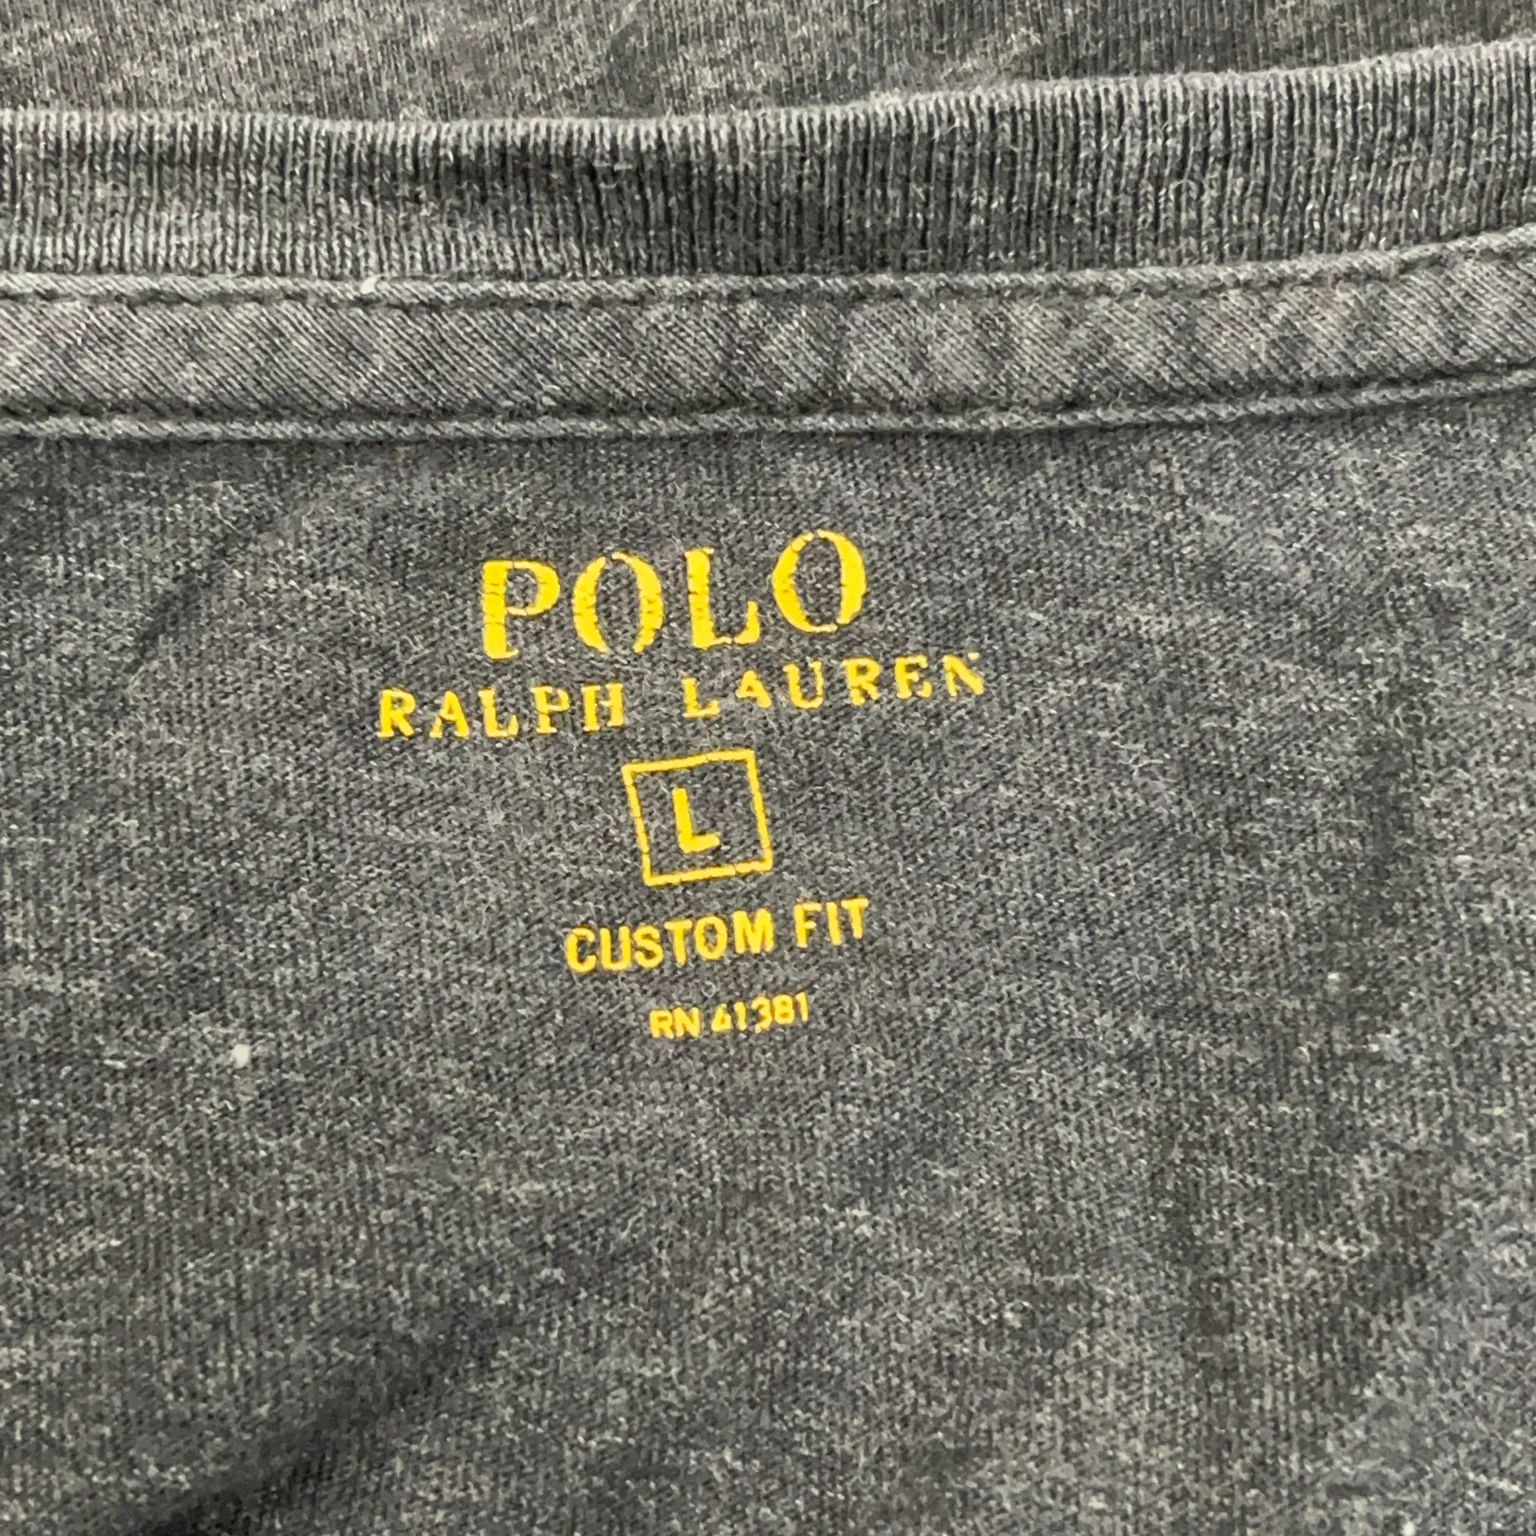 POLO
RALPH LAUREN
L
CUSTOM FIT
RN 41381